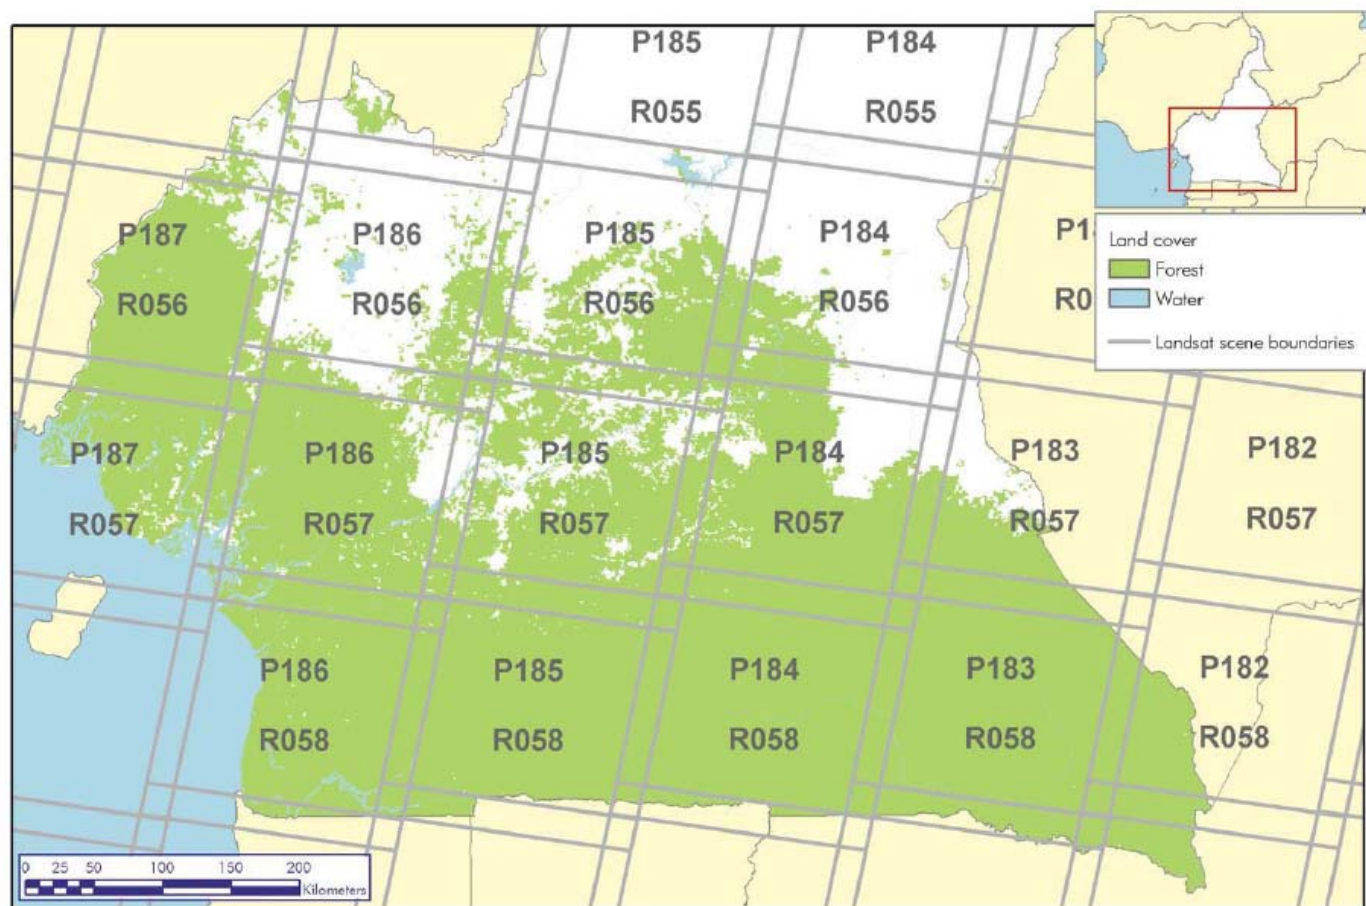 P185
P184
R055
R055
P187
P186
P185
P184
P1
R056
R056
R056
R056
R0
Land cover
Forest
Water
Landsat scene boundaries
P187
P186
P185
P184
P183
P182
R057
R057
R057
R057
R057
R057
P186
P185
P184
P183
P182
R058
R058
R058
R058
R058
0 25 50 100 150 200
Kilometers